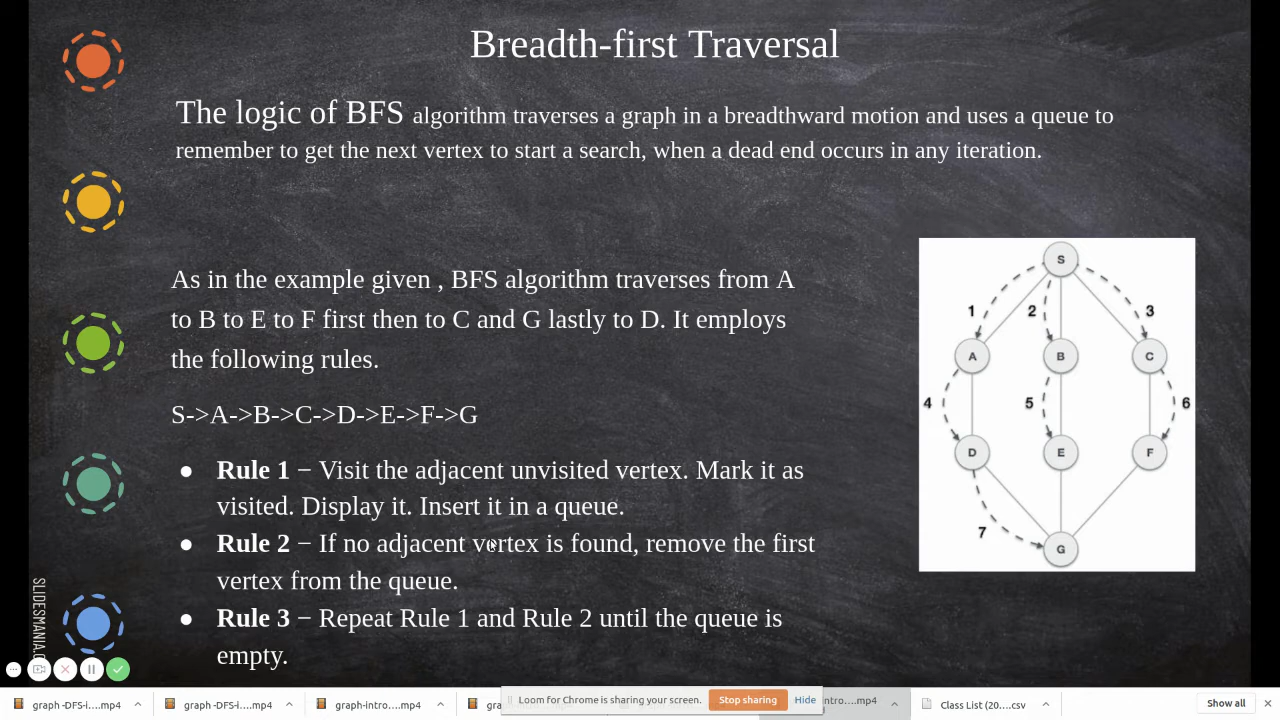 Breadth-first Traversal
The logic of BFS algorithm traverses a graph in a breadthward motion and uses a queue to
remember to get the next vertex to start a search, when a dead end occurs in any iteration.
As in the example given , BFS algorithm traverses from A
to B to E to F first then to C and G lastly to D. It employs
the following rules.
S->A->B->C->D->E->F->G
● Rule 1 − Visit the adjacent unvisited vertex. Mark it as
visited. Display it. Insert it in a queue.
● Rule 2 − If no adjacent vertex is found, remove the first
vertex from the queue.
● Rule 3 − Repeat Rule 1 and Rule 2 until the queue is
empty.
S
1 2 3
A B C
4 5 6
D E F
7
G
SLIDESMANIA.C
graph -DFS-i....mp4
graph -DFS-i....mp4
graph-intro....mp4
gra
Loom for Chrome is sharing your screen. Stop sharing Hide
ntro....mp4
Class List (20....csv
Show all